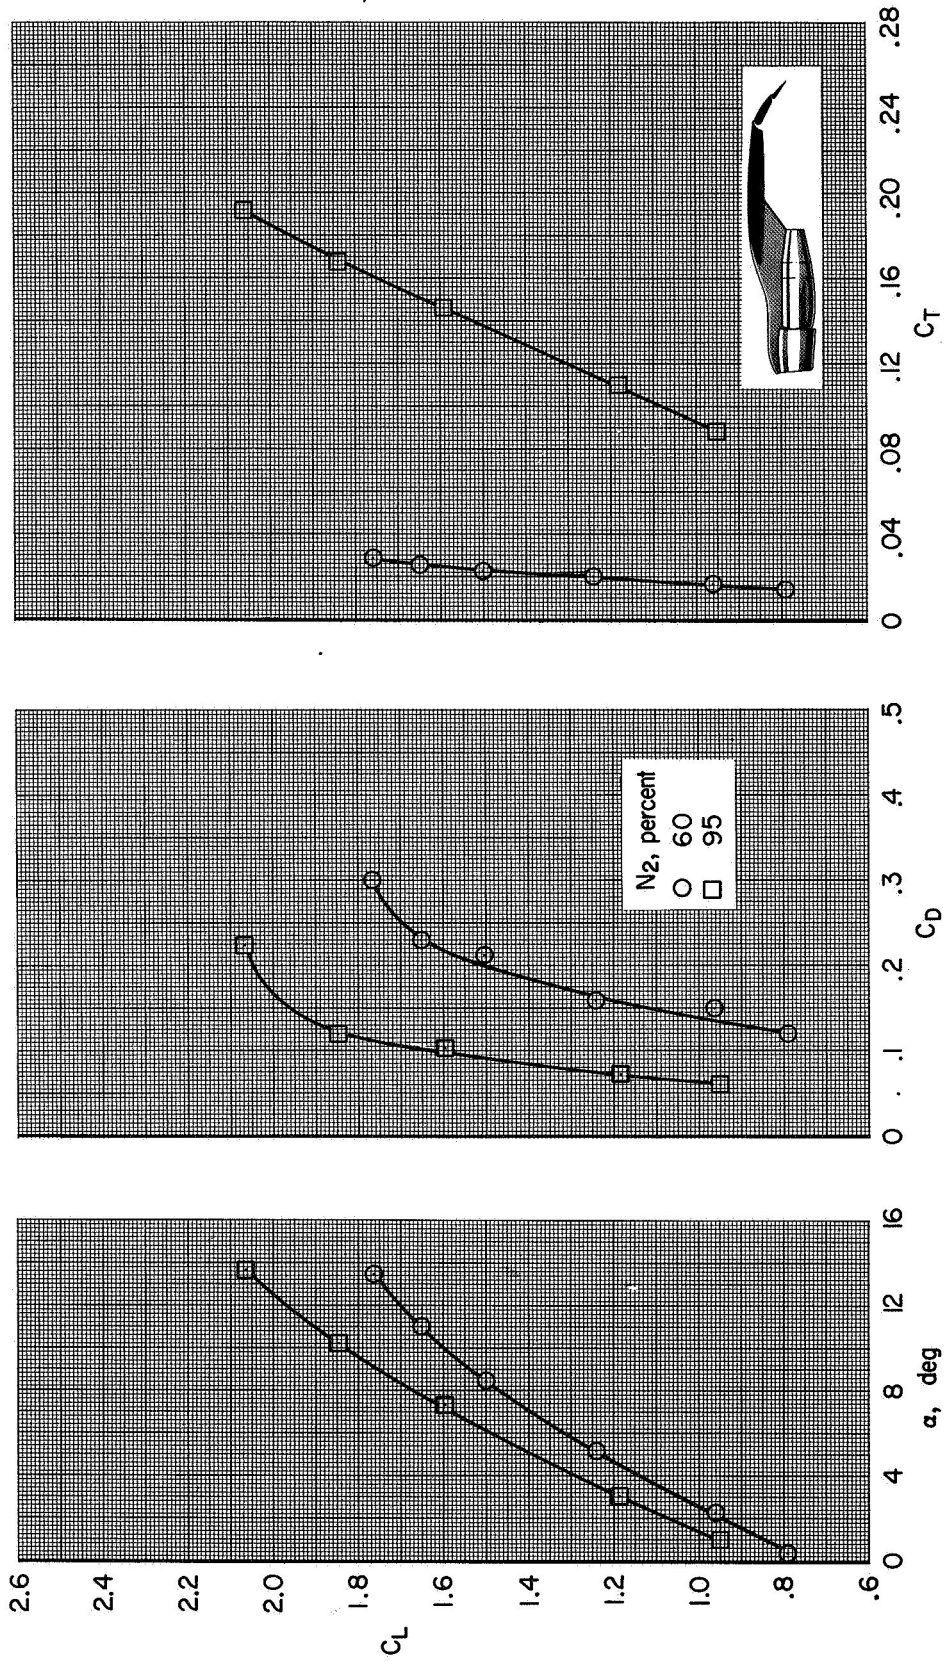 2.6
2.4
2.2
2.0
1.8
1.6
1.4
1.2
1.0
.8
.6
C_L
0 4 8 12 16
α, deg
0 .1 .2 .3 .4 .5
C_D
N2, percent
○ 60
□ 95
0 .04 .08 .12 .16 .20 .24 .28
C_T